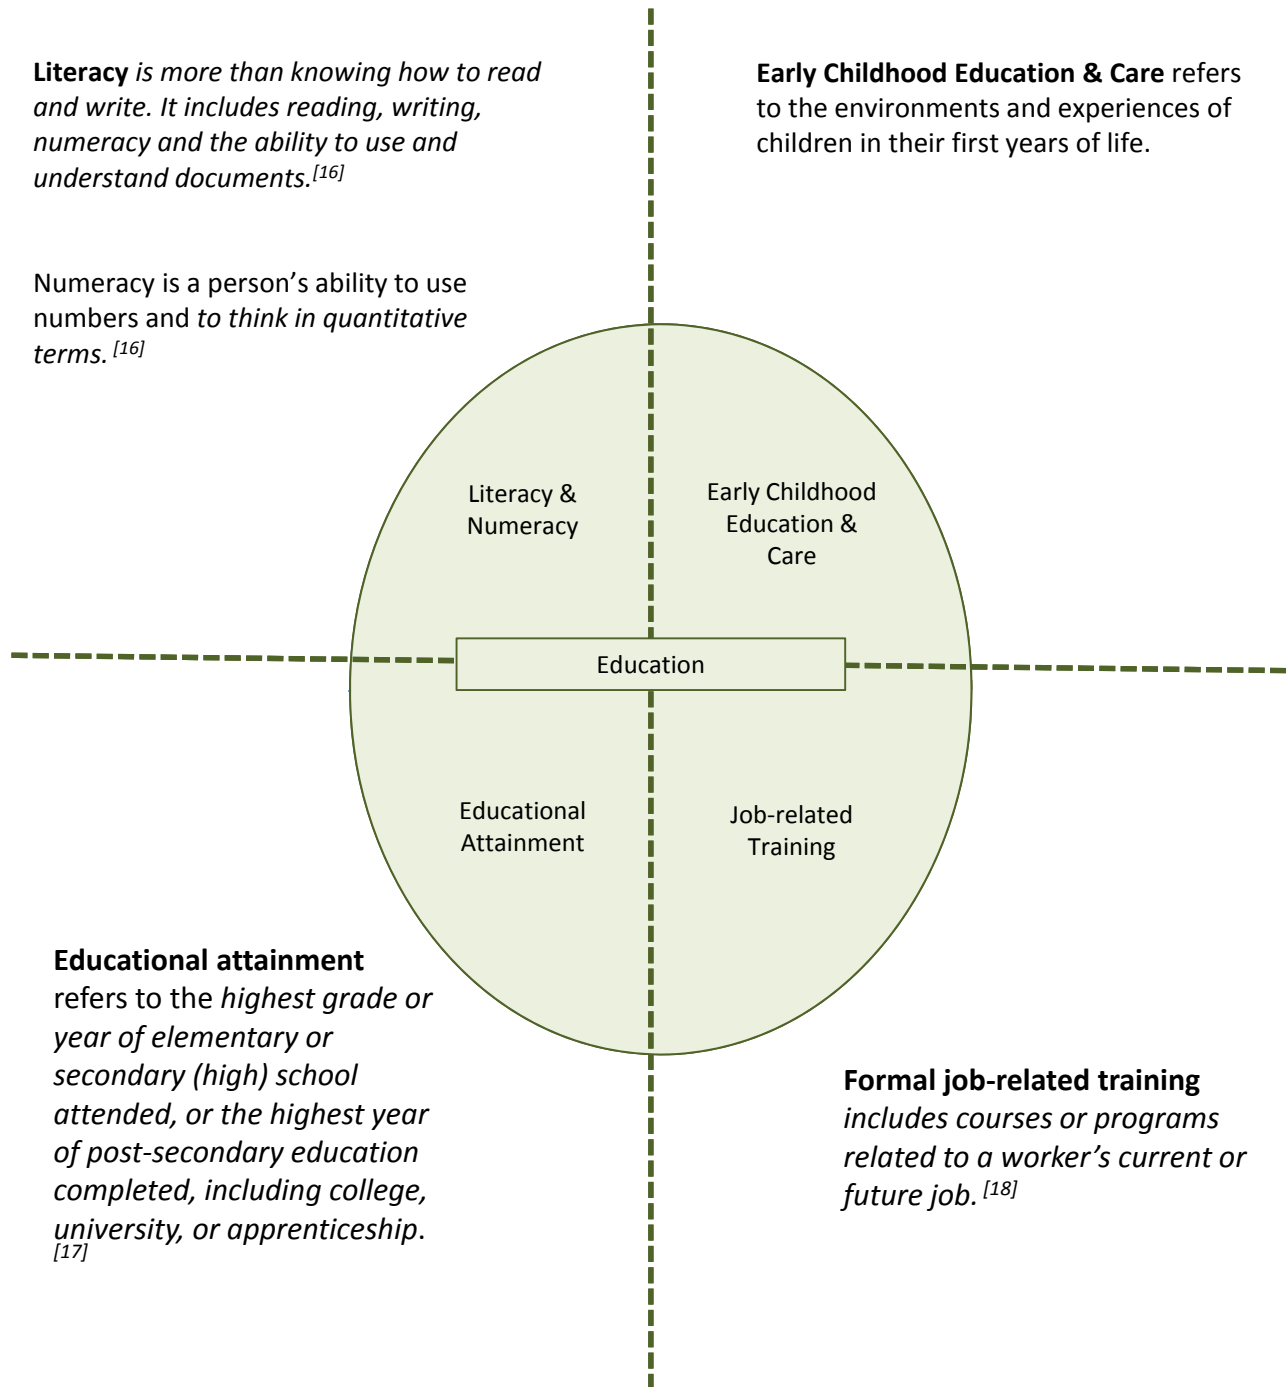 Literacy is more than knowing how to read
and write. It includes reading, writing,
numeracy and the ability to use and
understand documents.[16]
Numeracy is a person’s ability to use
numbers and to think in quantitative
terms. [16]
Early Childhood Education & Care refers
to the environments and experiences of
children in their first years of life.
Literacy &
Numeracy
Early Childhood
Education &
Care
Education
Educational
Attainment
Job-related
Training
Educational attainment
refers to the highest grade or
year of elementary or
secondary (high) school
attended, or the highest year
of post-secondary education
completed, including college,
university, or apprenticeship.
[17]
Formal job-related training
includes courses or programs
related to a worker’s current or
future job. [18]